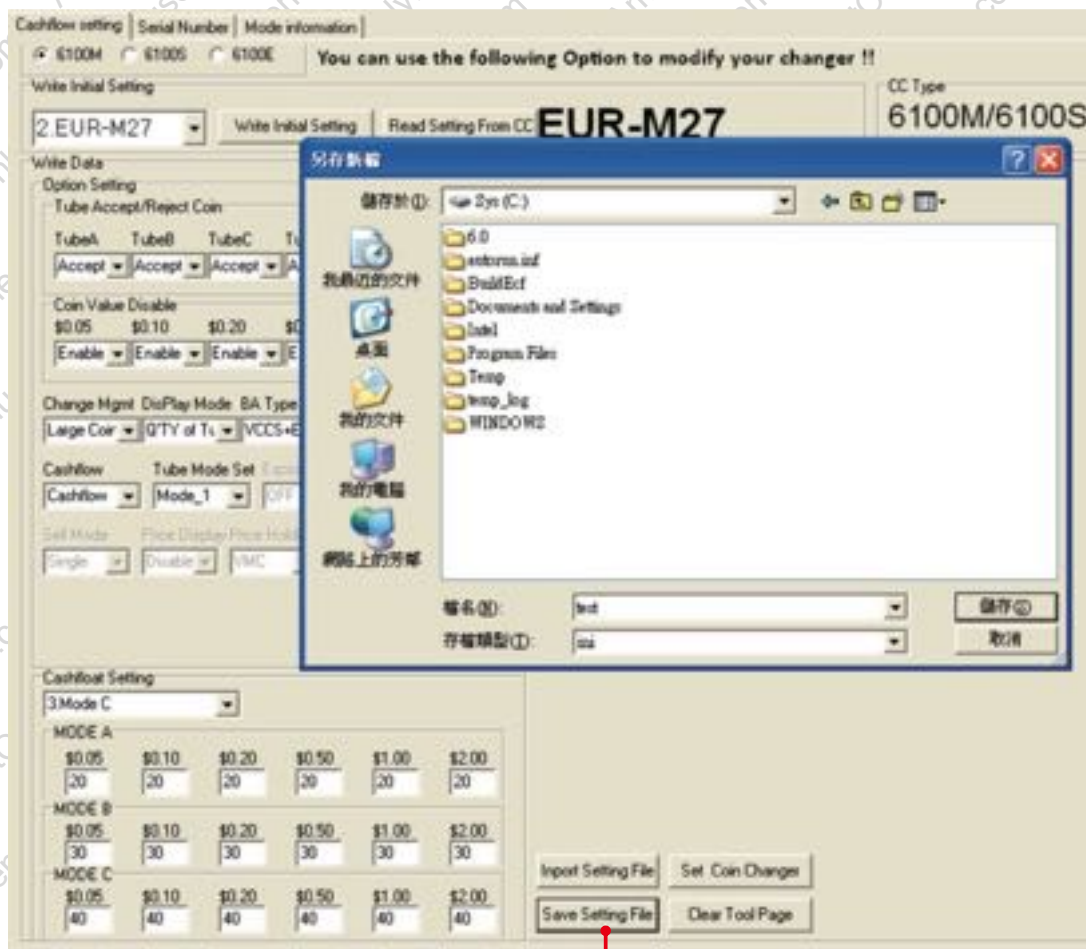 Cashflow setting Serial Number Mode information
6100M 6100S 6100E You can use the following Option to modify your changer !!
Write Initial Setting
CC Type
2.EUR-M27 Write Initial Setting Read Setting From CC EUR-M27 6100M/6100S
Write Data
Option Setting
Tube Accept/Reject Coin
TubeA TubeB TubeC
Accept Accept Accept
Coin Value Disable
$0.05 $0.10 $0.20
Enable Enable Enable
Change Mgmt DisPlay Mode BA Type
Large Coir Q'TY of
Cashflow Tube Mode Set
Cashflow Mode_1 OFF
Sell Mode Price Display Price Hold
Single Disable VMC
另存新檔
儲存於(I): Sys (C:)
我最近的文件
桌面
我的文件
我的電腦
網路上的芳鄰
6.0
autorun.inf
BuildEcf
Documents and Settings
Intel
Program Files
Temp
temp_log
WINDOWS
檔名(N): test 儲存(S)
存檔類型(T): ini 取消
Cashfloat Setting
3.Mode C
MODE A
$0.05 $0.10 $0.20 $0.50 $1.00 $2.00
20 20 20 20 20 20
MODE B
$0.05 $0.10 $0.20 $0.50 $1.00 $2.00
30 30 30 30 30 30
MODE C
$0.05 $0.10 $0.20 $0.50 $1.00 $2.00
40 40 40 40 40 40
Inport Setting File Set Coin Changer
Save Setting File Clear Tool Page